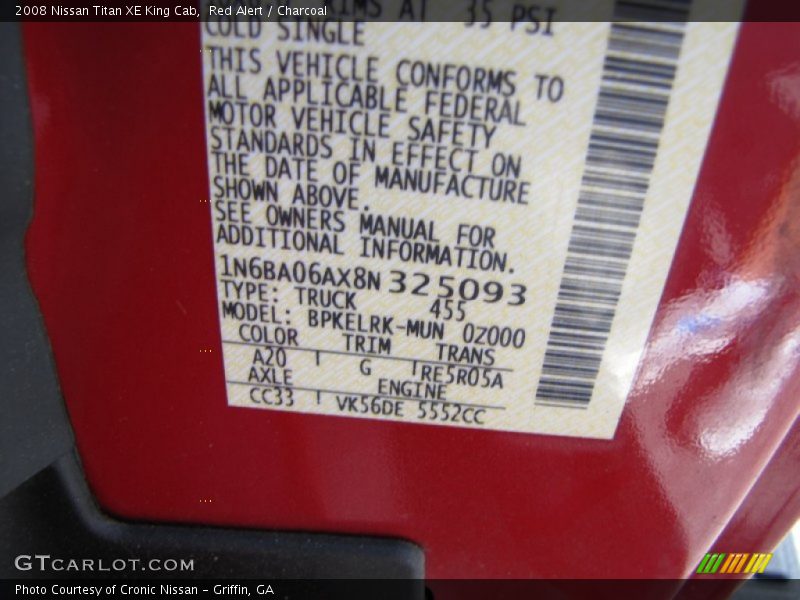 2008 Nissan Titan XE King Cab, Red Alert / Charcoal
RIMS AT 35 PSI
COLD SINGLE
THIS VEHICLE CONFORMS TO
ALL APPLICABLE FEDERAL
MOTOR VEHICLE SAFETY
STANDARDS IN EFFECT ON
THE DATE OF MANUFACTURE
SHOWN ABOVE.
SEE OWNERS MANUAL FOR
ADDITIONAL INFORMATION.
1N6BA06AX8N325093
TYPE: TRUCK 455
MODEL: BPKELRK-MUN 0Z000
COLOR TRIM TRANS
A20 G RE5R05A
AXLE ENGINE
CC33 VK56DE 5552CC
GTCARLOT.COM
Photo Courtesy of Cronic Nissan - Griffin, GA